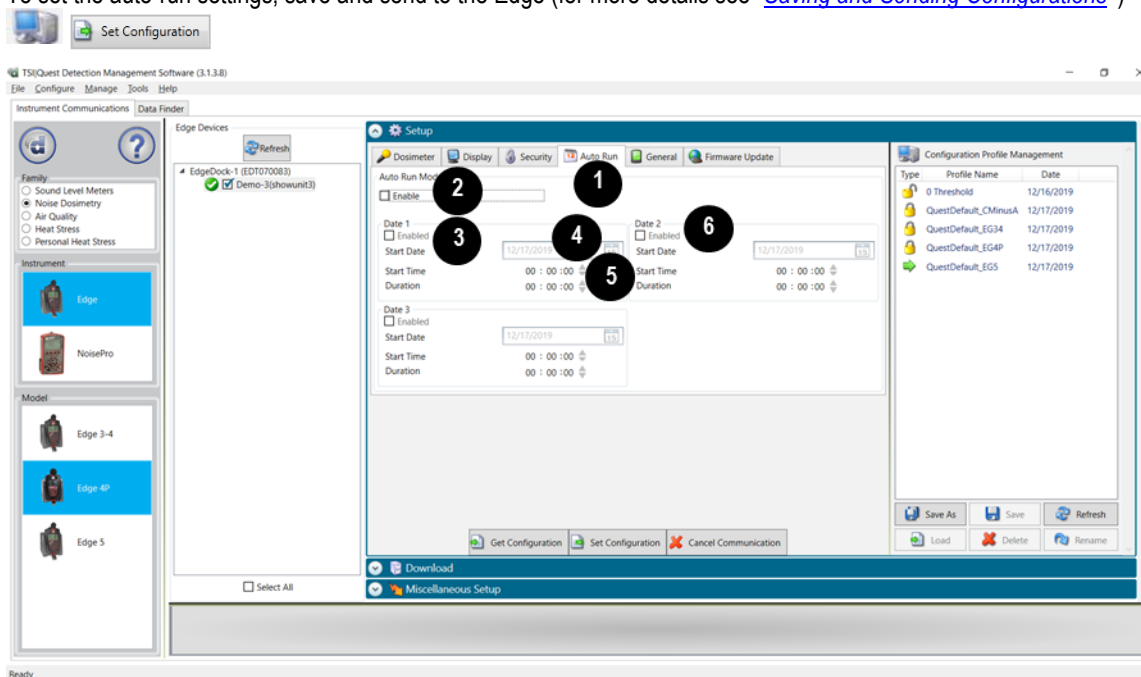 To set the auto run settings, save and send to the Edge (for more details see "Saving and Sending Configurations")
Set Configuration
TSI|Quest Detection Management Software (3.1.3.8)
File Configure Manage Tools Help
Instrument Communications Data Finder
Family
Sound Level Meters
Noise Dosimetry
Air Quality
Heat Stress
Personal Heat Stress
Instrument
Edge
NoisePro
Model
Edge 3-4
Edge 4P
Edge 5
Edge Devices
Refresh
EdgeDock-1 (EDT070083)
Demo-3(showunit3)
Select All
Setup
Dosimeter Display Security Auto Run General Firmware Update
Auto Run Mod
1
Enable
2
Date 1
Enabled
3
Start Date 12/17/2019
4
Start Time 00 : 00 :00
Duration 00 : 00 :00
5
Date 2
Enabled
6
Start Date 12/17/2019 15
Start Time 00 : 00 :00
Duration 00 : 00 :00
Date 3
Enabled
Start Date 12/17/2019 15
Start Time 00 : 00 :00
Duration 00 : 00 :00
Get Configuration Set Configuration Cancel Communication
Download
Miscellaneous Setup
Configuration Profile Management
Type Profile Name Date
0 Threshold 12/16/2019
QuestDefault_CMinusA 12/17/2019
QuestDefault_EG34 12/17/2019
QuestDefault_EG4P 12/17/2019
QuestDefault_EG5 12/17/2019
Save As Save Refresh
Load Delete Rename
Ready